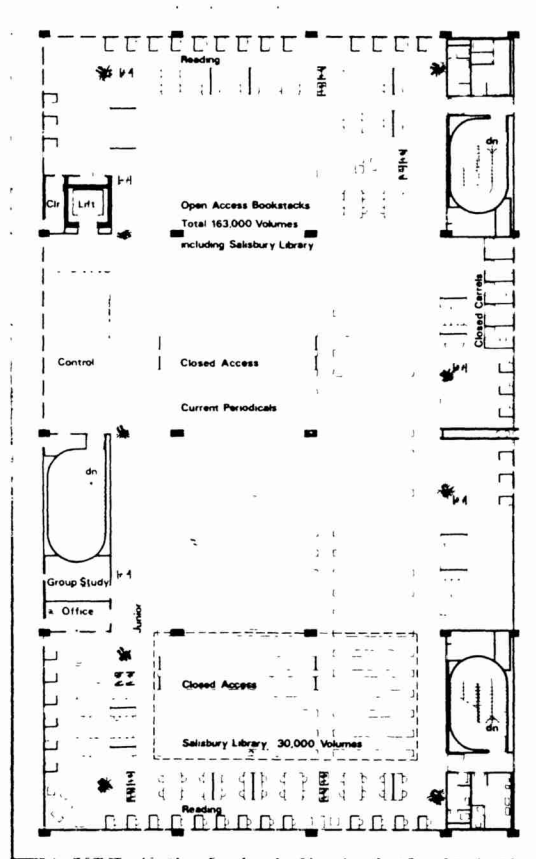 Reading
dn
Clr
Lift
Open Access Bookstacks
Total 163,000 Volumes
including Salisbury Library
Closed Carrels
Control
Closed Access
Current Periodicals
dn
Group Study
Office
Junior
Closed Access
Salisbury Library 30,000 Volumes
dn
Reading